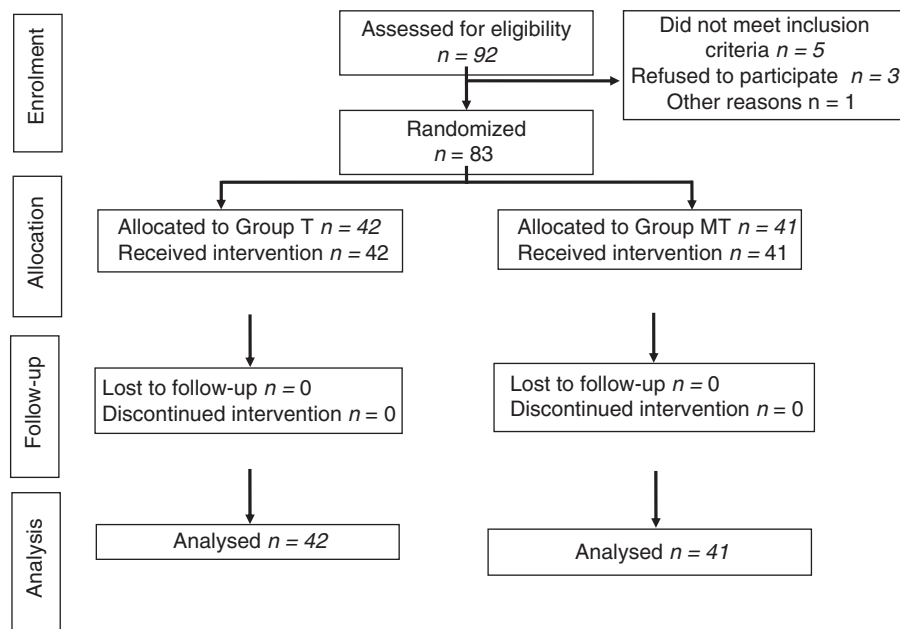 Enrolment
Assessed for eligibility
n = 92
Did not meet inclusion
criteria n = 5
Refused to participate n = 3
Other reasons n = 1
Randomized
n = 83
Allocation
Allocated to Group T n = 42
Received intervention n = 42
Allocated to Group MT n = 41
Received intervention n = 41
Follow-up
Lost to follow-up n = 0
Discontinued intervention n = 0
Lost to follow-up n = 0
Discontinued intervention n = 0
Analysis
Analysed n = 42
Analysed n = 41